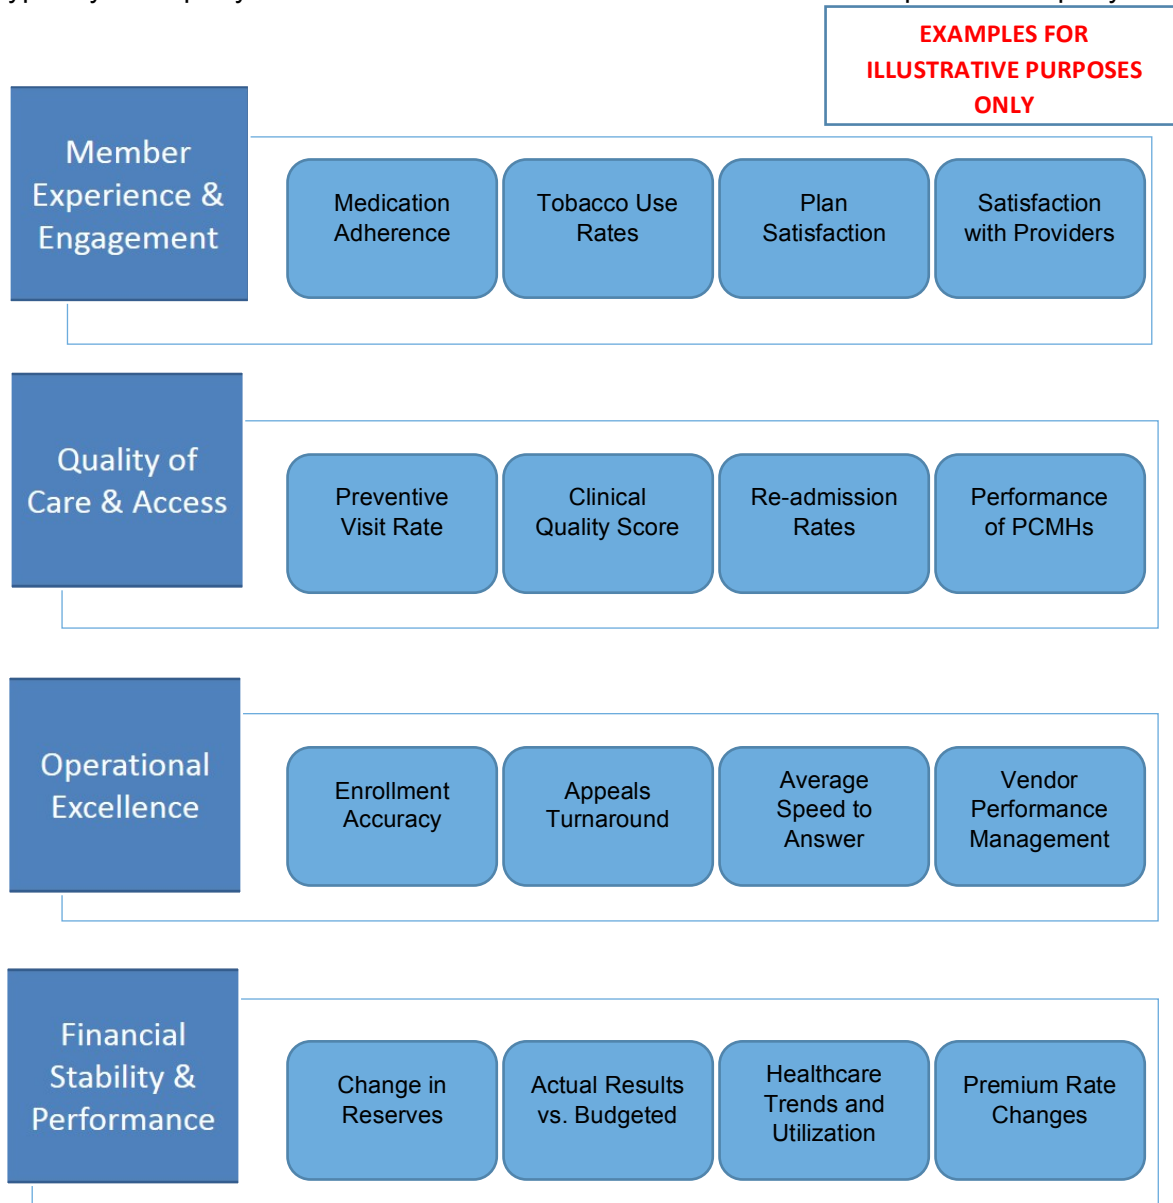 EXAMPLES FOR
ILLUSTRATIVE PURPOSES
ONLY
Member
Experience &
Engagement
Medication
Adherence
Tobacco Use
Rates
Plan
Satisfaction
Satisfaction
with Providers
Quality of
Care & Access
Preventive
Visit Rate
Clinical
Quality Score
Re-admission
Rates
Performance
of PCMHs
Operational
Excellence
Enrollment
Accuracy
Appeals
Turnaround
Average
Speed to
Answer
Vendor
Performance
Management
Financial
Stability &
Performance
Change in
Reserves
Actual Results
vs. Budgeted
Healthcare
Trends and
Utilization
Premium Rate
Changes